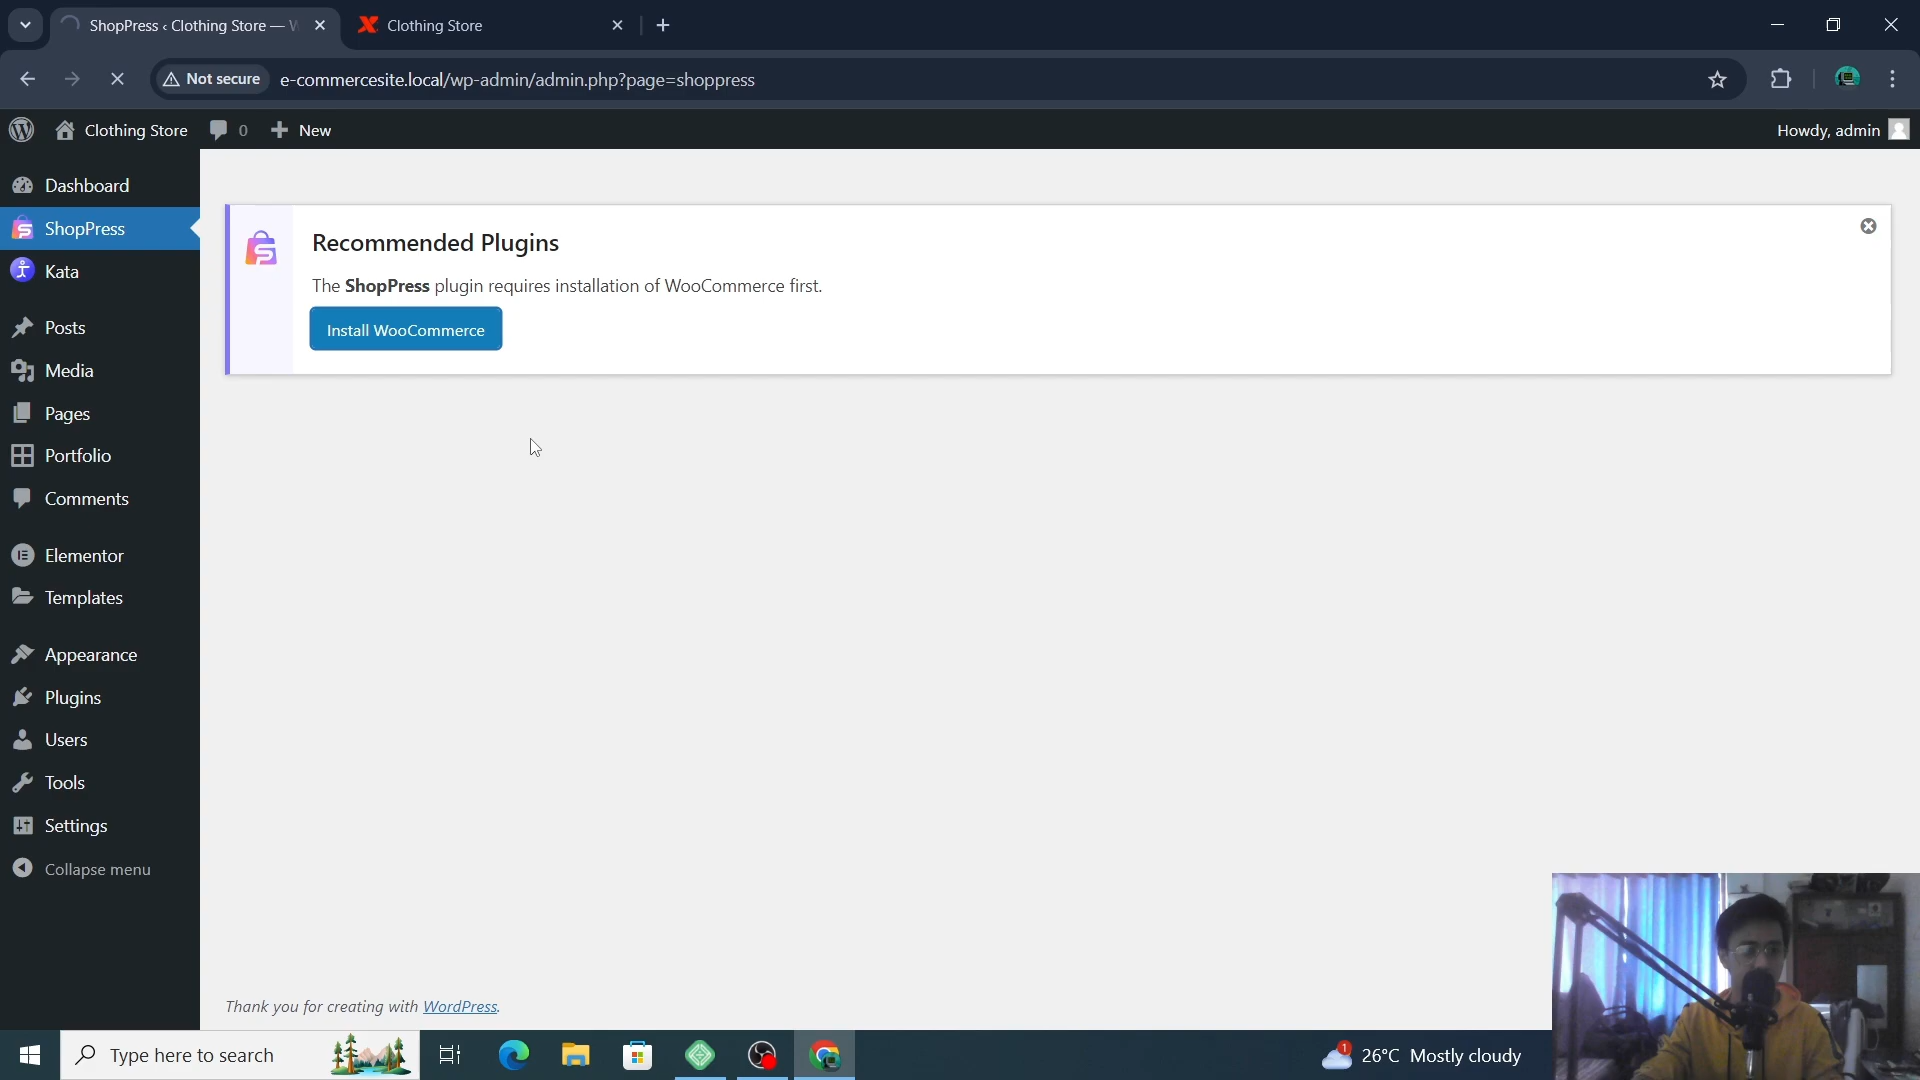 ShopPress ‹ Clothing Store — W
Clothing Store
Not secure
e-commercesite.local/wp-admin/admin.php?page=shoppress
Clothing Store
0
New
Howdy, admin
Dashboard
ShopPress
Kata
Posts
Media
Pages
Portfolio
Comments
Elementor
Templates
Appearance
Plugins
Users
Tools
Settings
Collapse menu
Recommended Plugins
The ShopPress plugin requires installation of WooCommerce first.
Install WooCommerce
Thank you for creating with WordPress.
Type here to search
1
26°C Mostly cloudy